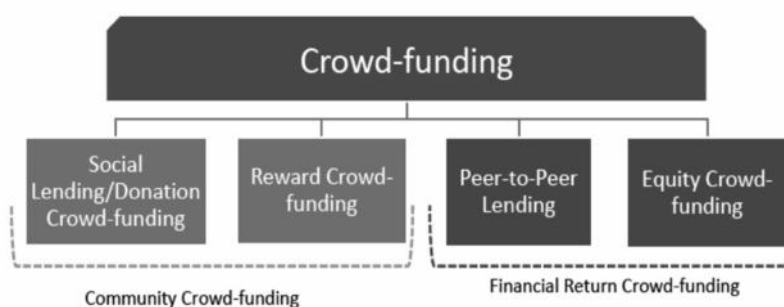 Crowd-funding
Social
Lending/Donation
Crowd-funding
Reward Crowd-
funding
Peer-to-Peer
Lending
Equity Crowd-
funding
Community Crowd-funding
Financial Return Crowd-funding